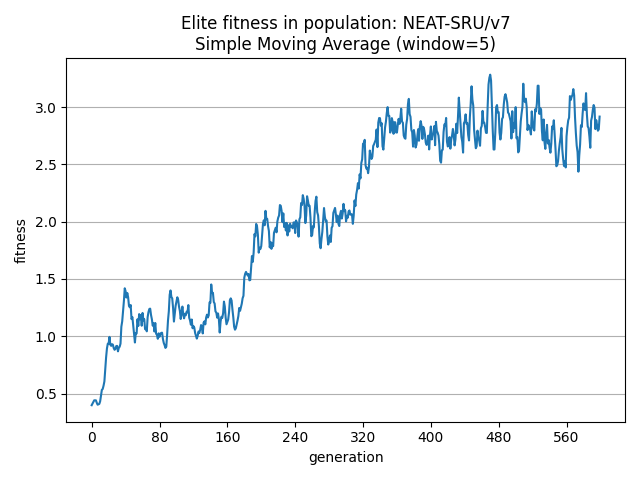 Elite fitness in population: NEAT-SRU/v7
Simple Moving Average (window=5)
fitness
3.0
2.5
2.0
1.5
1.0
0.5
0 80 160 240 320 400 480 560
generation